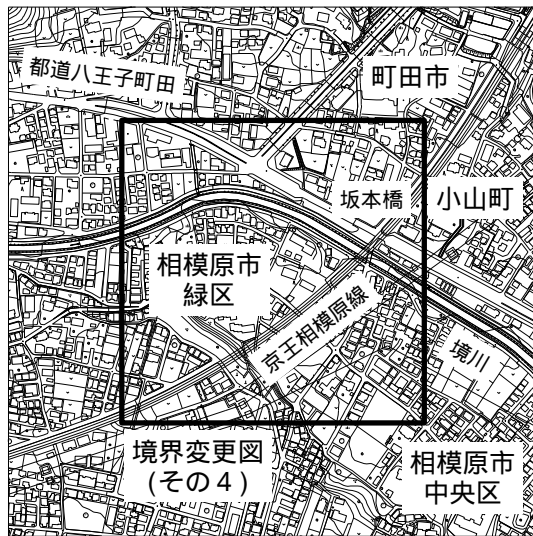 都道八王子町田
町田市
坂本橋
小山町
相模原市
緑区
京王相模原線
境川
境界変更図
(その4)
相模原市
中央区